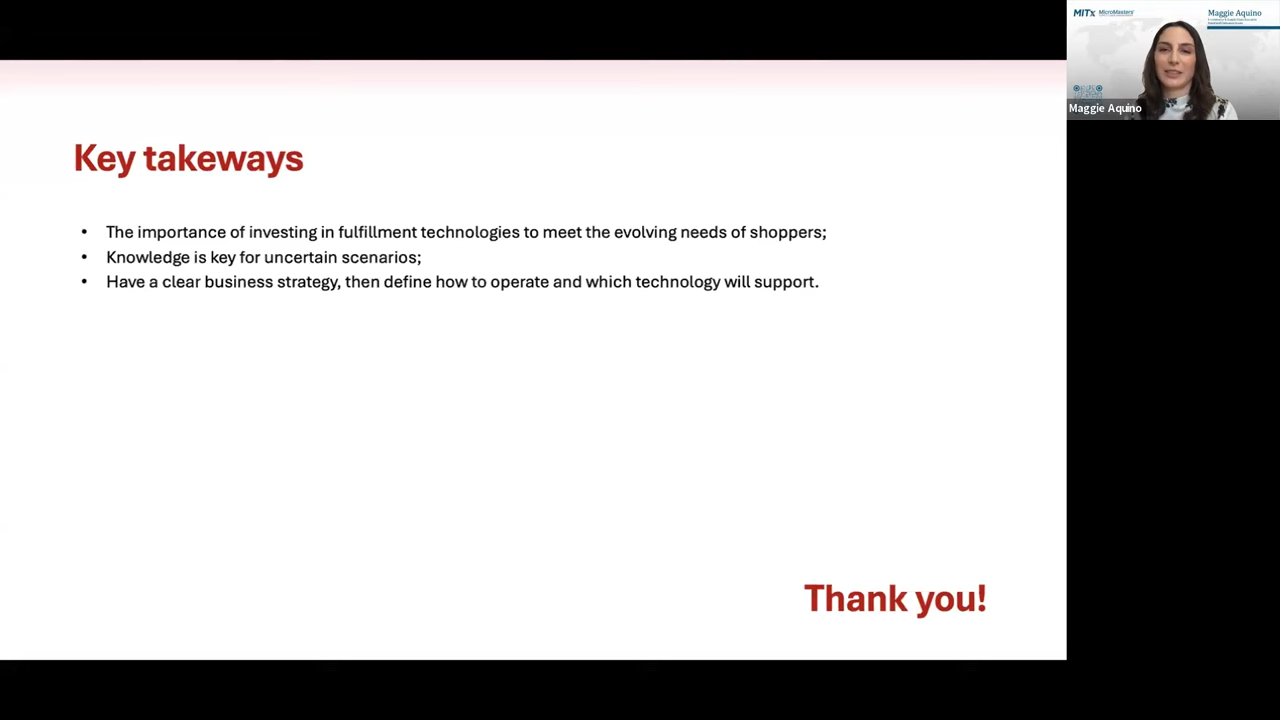 MITx MicroMasters
Maggie Aquino
Maggie Aquino
Key takeways
• The importance of investing in fulfillment technologies to meet the evolving needs of shoppers;
• Knowledge is key for uncertain scenarios;
• Have a clear business strategy, then define how to operate and which technology will support.
Thank you!